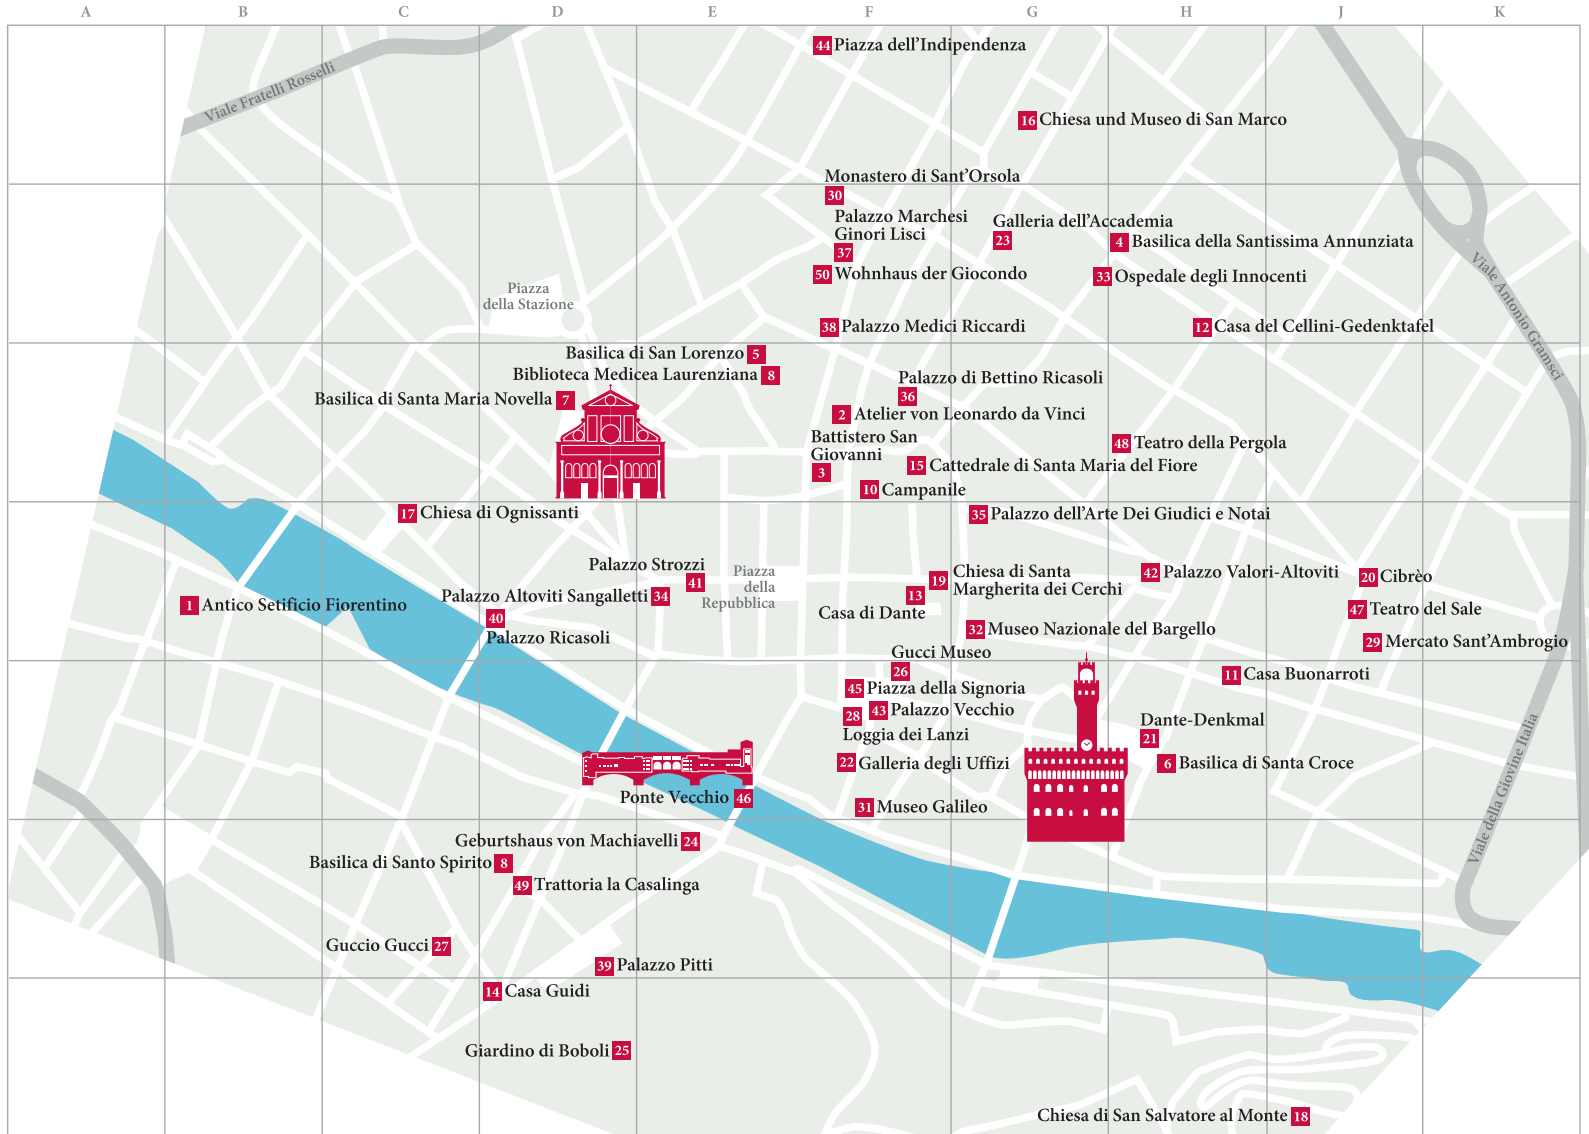 A B C D E F G H J K
44 Piazza dell’Indipendenza
Viale Fratelli Rosselli
16 Chiesa und Museo di San Marco
Monastero di Sant’Orsola
30
Palazzo Marchesi
Ginori Lisci
37
Galleria dell’Accademia
23
4 Basilica della Santissima Annunziata
50 Wohnhaus der Giocondo
33 Ospedale degli Innocenti
Viale Antonio Gramsci
Piazza
della Stazione
38 Palazzo Medici Riccardi
12 Casa del Cellini-Gedenktafel
Basilica di San Lorenzo 5
Biblioteca Medicea Laurenziana 8
Basilica di Santa Maria Novella 7
Palazzo di Bettino Ricasoli
36
2 Atelier von Leonardo da Vinci
Battistero San
Giovanni
3
48 Teatro della Pergola
15 Cattedrale di Santa Maria del Fiore
10 Campanile
17 Chiesa di Ognissanti
35 Palazzo dell’Arte Dei Giudici e Notai
Palazzo Strozzi
41
Piazza
della
Repubblica
19 Chiesa di Santa
Margherita dei Cerchi
42 Palazzo Valori-Altoviti
20 Cibrèo
1 Antico Setificio Fiorentino
Palazzo Altoviti Sangalletti 34
13
Casa di Dante
47 Teatro del Sale
40
Palazzo Ricasoli
32 Museo Nazionale del Bargello
29 Mercato Sant’Ambrogio
Gucci Museo
26
11 Casa Buonarroti
45 Piazza della Signoria
43 Palazzo Vecchio
28
Loggia dei Lanzi
Dante-Denkmal
21
22 Galleria degli Uffizi
6 Basilica di Santa Croce
Viale della Giovine Italia
Ponte Vecchio 46
31 Museo Galileo
Geburtshaus von Machiavelli 24
Basilica di Santo Spirito 8
49 Trattoria la Casalinga
Guccio Gucci 27
39 Palazzo Pitti
14 Casa Guidi
Giardino di Boboli 25
Chiesa di San Salvatore al Monte 18